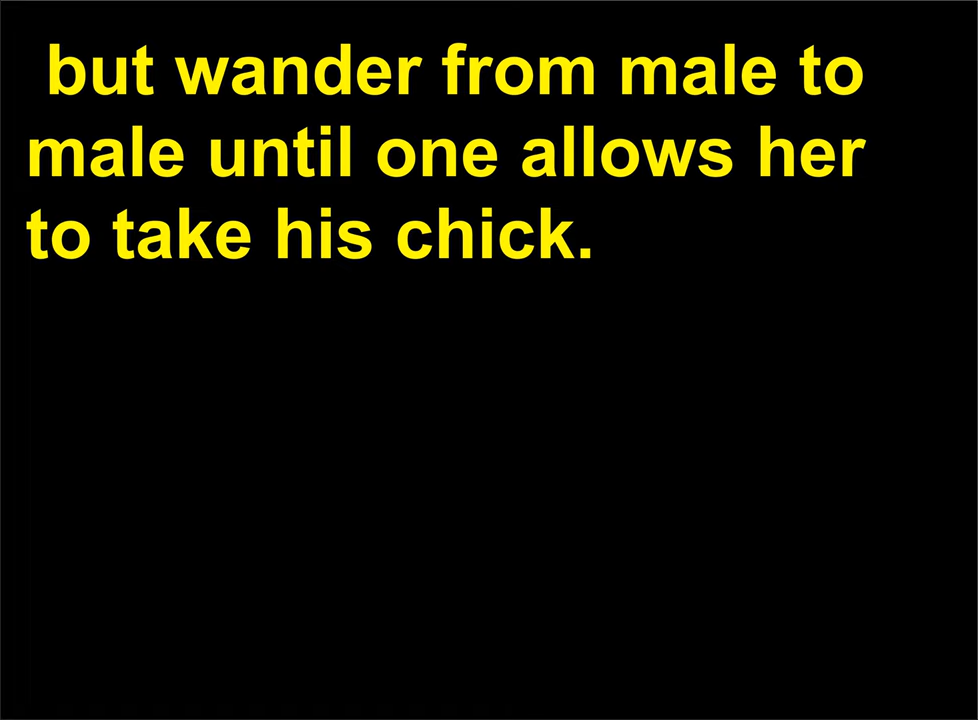 but wander from male to
male until one allows her
to take his chick.